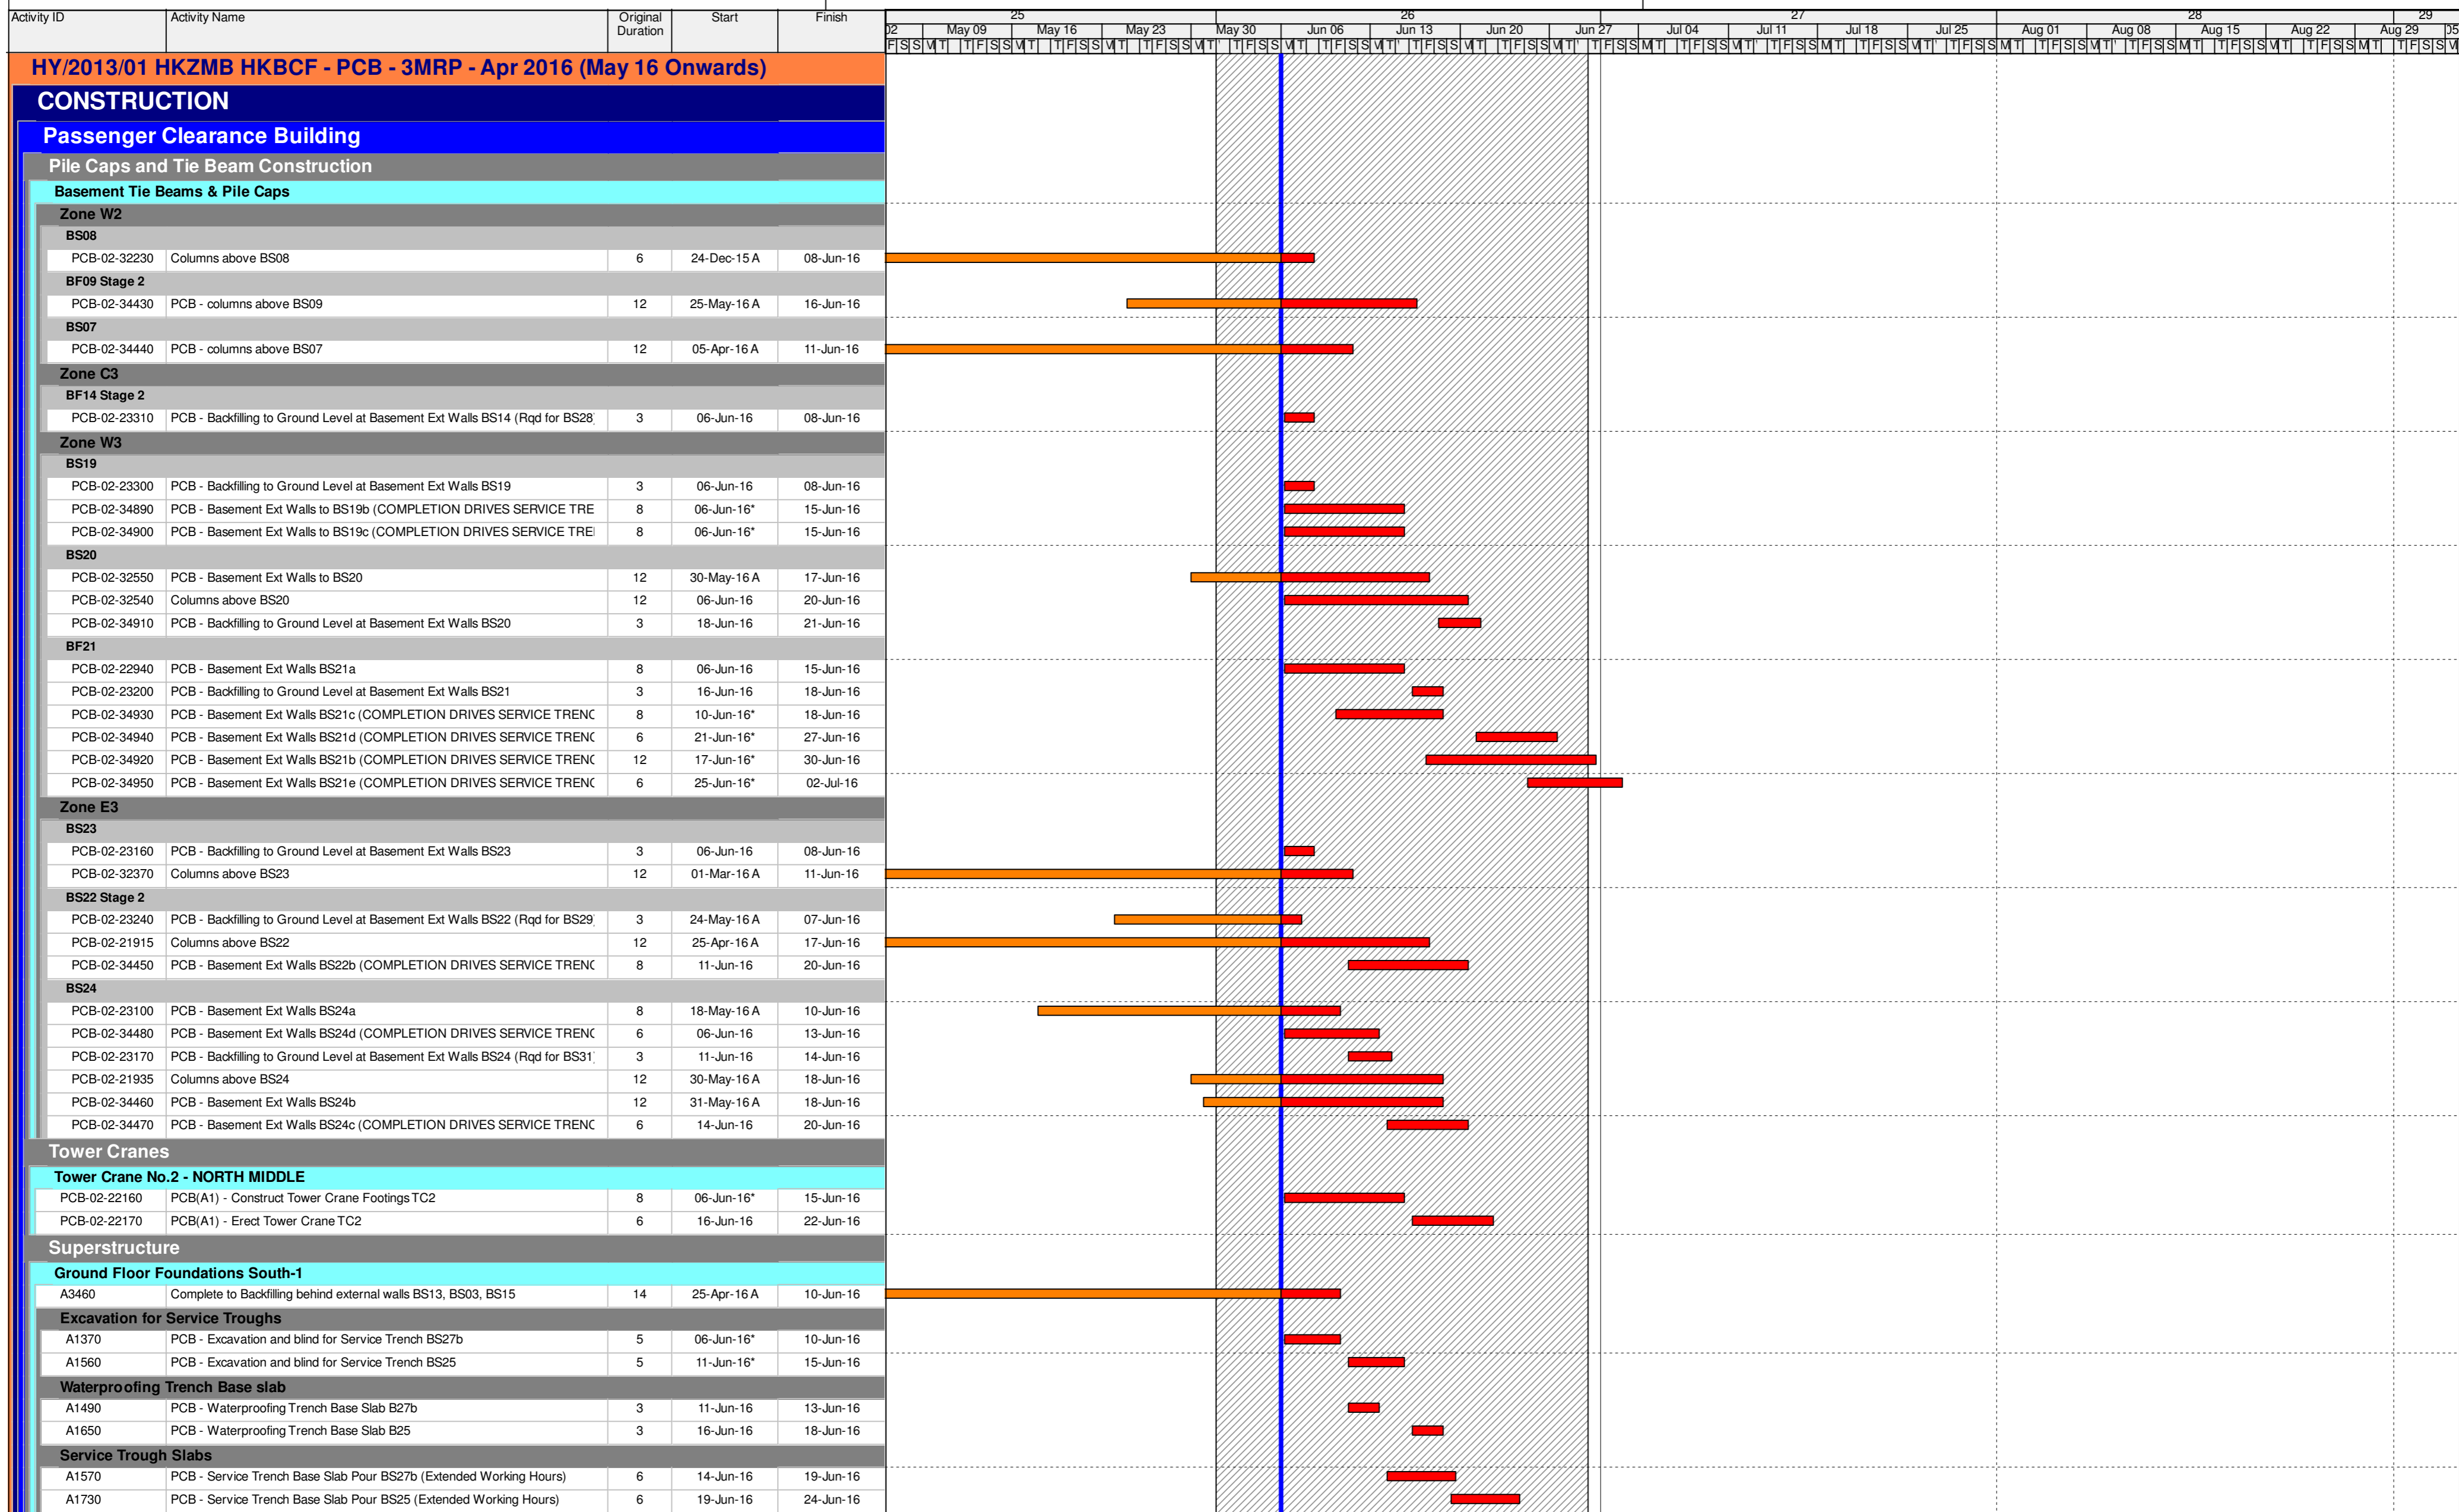 Activity ID Activity Name Original Duration Start Finish
25 26 27 28 29
02 May 09 May 16 May 23 May 30 Jun 06 Jun 13 Jun 20 Jun 27 Jul 04 Jul 11 Jul 18 Jul 25 Aug 01 Aug 08 Aug 15 Aug 22 Aug 29 05
HY/2013/01 HKZMB HKBCF - PCB - 3MRP - Apr 2016 (May 16 Onwards)
CONSTRUCTION
Passenger Clearance Building
Pile Caps and Tie Beam Construction
Basement Tie Beams & Pile Caps
Zone W2
BS08
PCB-02-32230 Columns above BS08 6 24-Dec-15 A 08-Jun-16
BF09 Stage 2
PCB-02-34430 PCB - columns above BS09 12 25-May-16 A 16-Jun-16
BS07
PCB-02-34440 PCB - columns above BS07 12 05-Apr-16 A 11-Jun-16
Zone C3
BF14 Stage 2
PCB-02-23310 PCB - Backfilling to Ground Level at Basement Ext Walls BS14 (Rqd for BS28) 3 06-Jun-16 08-Jun-16
Zone W3
BS19
PCB-02-23300 PCB - Backfilling to Ground Level at Basement Ext Walls BS19 3 06-Jun-16 08-Jun-16
PCB-02-34890 PCB - Basement Ext Walls to BS19b (COMPLETION DRIVES SERVICE TRE 8 06-Jun-16* 15-Jun-16
PCB-02-34900 PCB - Basement Ext Walls to BS19c (COMPLETION DRIVES SERVICE TRE 8 06-Jun-16* 15-Jun-16
BS20
PCB-02-32550 PCB - Basement Ext Walls to BS20 12 30-May-16 A 17-Jun-16
PCB-02-32540 Columns above BS20 12 06-Jun-16 20-Jun-16
PCB-02-34910 PCB - Backfilling to Ground Level at Basement Ext Walls BS20 3 18-Jun-16 21-Jun-16
BF21
PCB-02-22940 PCB - Basement Ext Walls BS21a 8 06-Jun-16 15-Jun-16
PCB-02-23200 PCB - Backfilling to Ground Level at Basement Ext Walls BS21 3 16-Jun-16 18-Jun-16
PCB-02-34930 PCB - Basement Ext Walls BS21c (COMPLETION DRIVES SERVICE TRENC 8 10-Jun-16* 18-Jun-16
PCB-02-34940 PCB - Basement Ext Walls BS21d (COMPLETION DRIVES SERVICE TRENC 6 21-Jun-16* 27-Jun-16
PCB-02-34920 PCB - Basement Ext Walls BS21b (COMPLETION DRIVES SERVICE TRENC 12 17-Jun-16* 30-Jun-16
PCB-02-34950 PCB - Basement Ext Walls BS21e (COMPLETION DRIVES SERVICE TRENC 6 25-Jun-16* 02-Jul-16
Zone E3
BS23
PCB-02-23160 PCB - Backfilling to Ground Level at Basement Ext Walls BS23 3 06-Jun-16 08-Jun-16
PCB-02-32370 Columns above BS23 12 01-Mar-16 A 11-Jun-16
BS22 Stage 2
PCB-02-23240 PCB - Backfilling to Ground Level at Basement Ext Walls BS22 (Rqd for BS29) 3 24-May-16 A 07-Jun-16
PCB-02-21915 Columns above BS22 12 25-Apr-16 A 17-Jun-16
PCB-02-34450 PCB - Basement Ext Walls BS22b (COMPLETION DRIVES SERVICE TRENC 8 11-Jun-16 20-Jun-16
BS24
PCB-02-23100 PCB - Basement Ext Walls BS24a 8 18-May-16 A 10-Jun-16
PCB-02-34480 PCB - Basement Ext Walls BS24d (COMPLETION DRIVES SERVICE TRENC 6 06-Jun-16 13-Jun-16
PCB-02-23170 PCB - Backfilling to Ground Level at Basement Ext Walls BS24 (Rqd for BS31) 3 11-Jun-16 14-Jun-16
PCB-02-21935 Columns above BS24 12 30-May-16 A 18-Jun-16
PCB-02-34460 PCB - Basement Ext Walls BS24b 12 31-May-16 A 18-Jun-16
PCB-02-34470 PCB - Basement Ext Walls BS24c (COMPLETION DRIVES SERVICE TRENC 6 14-Jun-16 20-Jun-16
Tower Cranes
Tower Crane No.2 - NORTH MIDDLE
PCB-02-22160 PCB(A1) - Construct Tower Crane Footings TC2 8 06-Jun-16* 15-Jun-16
PCB-02-22170 PCB(A1) - Erect Tower Crane TC2 6 16-Jun-16 22-Jun-16
Superstructure
Ground Floor Foundations South-1
A3460 Complete to Backfilling behind external walls BS13, BS03, BS15 14 25-Apr-16 A 10-Jun-16
Excavation for Service Troughs
A1370 PCB - Excavation and blind for Service Trench BS27b 5 06-Jun-16* 10-Jun-16
A1560 PCB - Excavation and blind for Service Trench BS25 5 11-Jun-16* 15-Jun-16
Waterproofing Trench Base slab
A1490 PCB - Waterproofing Trench Base Slab B27b 3 11-Jun-16 13-Jun-16
A1650 PCB - Waterproofing Trench Base Slab B25 3 16-Jun-16 18-Jun-16
Service Trough Slabs
A1570 PCB - Service Trench Base Slab Pour BS27b (Extended Working Hours) 6 14-Jun-16 19-Jun-16
A1730 PCB - Service Trench Base Slab Pour BS25 (Extended Working Hours) 6 19-Jun-16 24-Jun-16